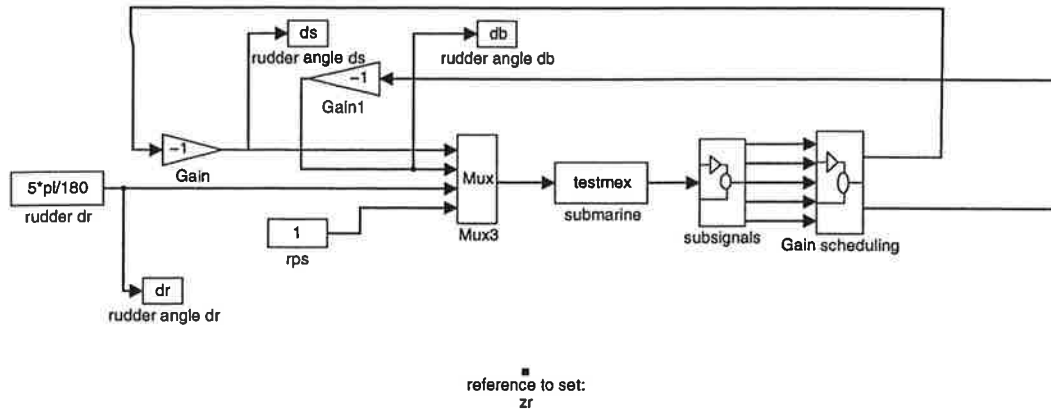 ds
rudder angle ds
db
rudder angle db
-1
Gain1
-1
Gain
5*pI/180
rudder dr
Mux
Mux3
testmex
submarine
subsignals
Gain scheduling
1
rps
dr
rudder angle dr
reference to set:
zr